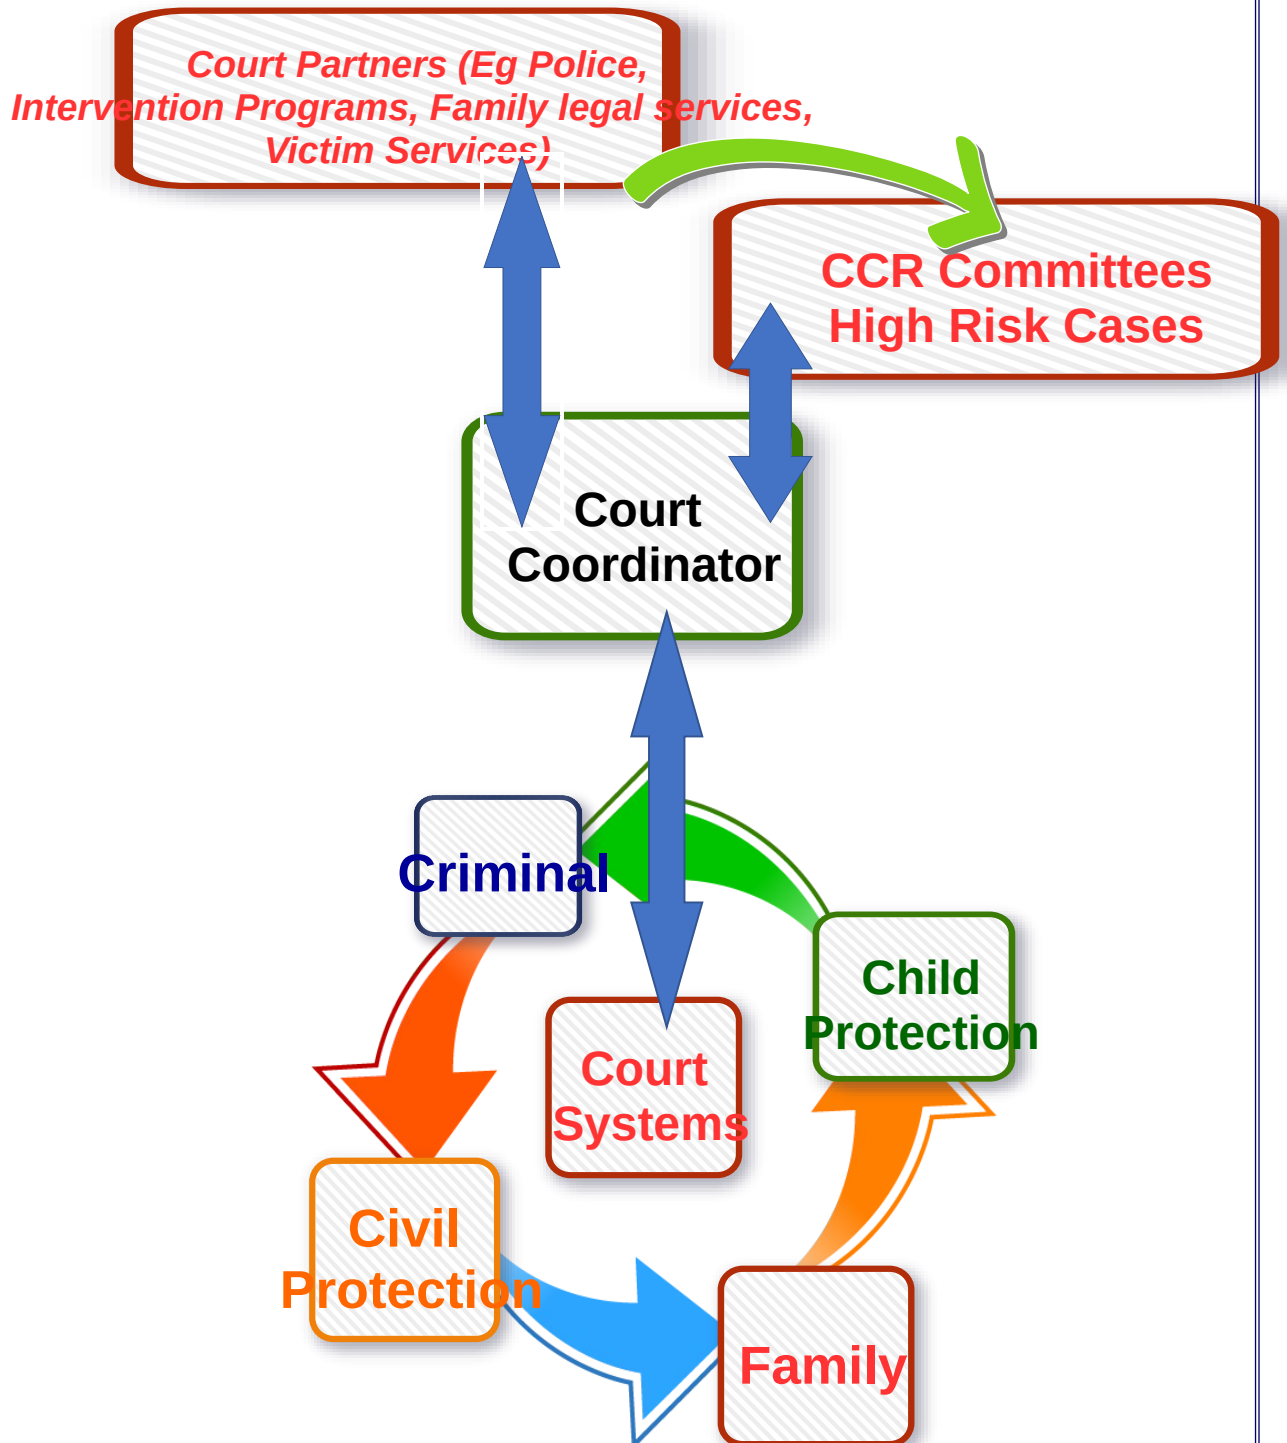 Court Partners (Eg Police,
Intervention Programs, Family legal services,
Victim Services)
CCR Committees
High Risk Cases
Court
Coordinator
Criminal
Child
Protection
Court
Systems
Civil
Protection
Family